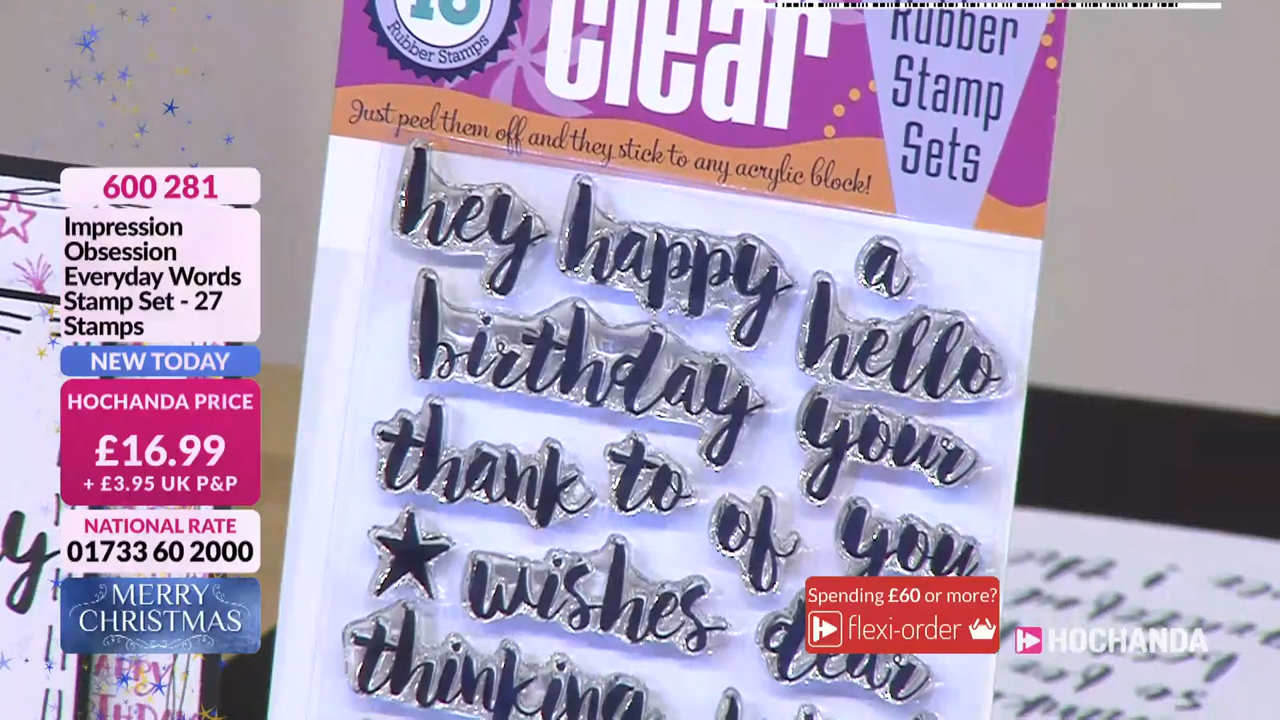 18
Rubber Stamps
clear
Rubber
Stamp
Sets
Just peel them off and they stick to any acrylic block!
hey happy a
birthday hello
thank to your
of you
wishes dear
thinking
600 281
Impression
Obsession
Everyday Words
Stamp Set - 27
Stamps
NEW TODAY
HOCHANDA PRICE
£16.99
+ £3.95 UK P&P
NATIONAL RATE
01733 60 2000
MERRY
CHRISTMAS
Spending £60 or more?
flexi-order
HOCHANDA